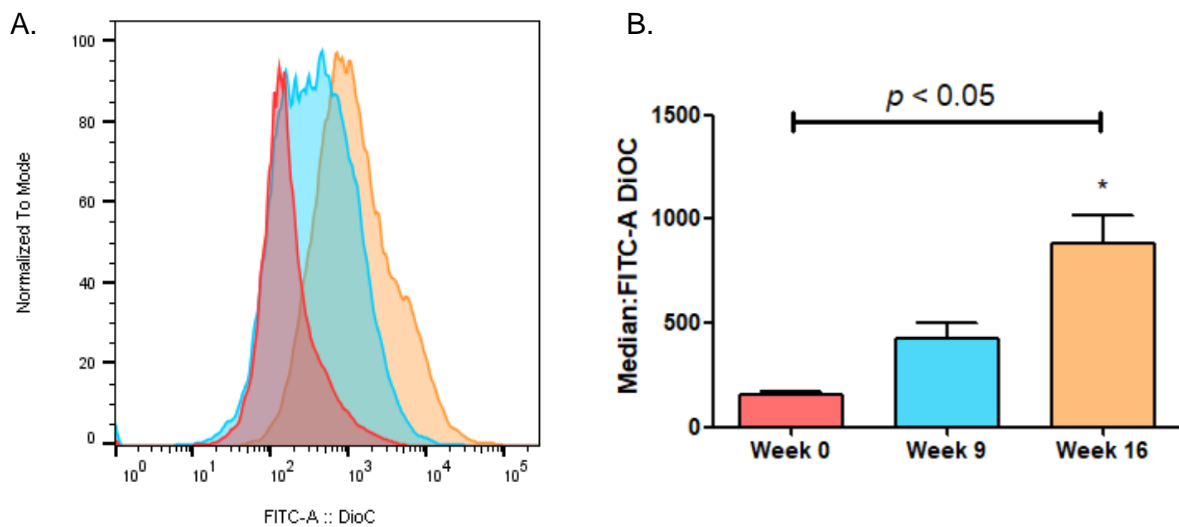 A.
100
80
60
40
20
0
Normalized To Mode
10^0 10^1 10^2 10^3 10^4 10^5
FITC-A :: DioC
B.
p < 0.05
1500
1000
500
0
Median:FITC-A DiOC
*
Week 0 Week 9 Week 16